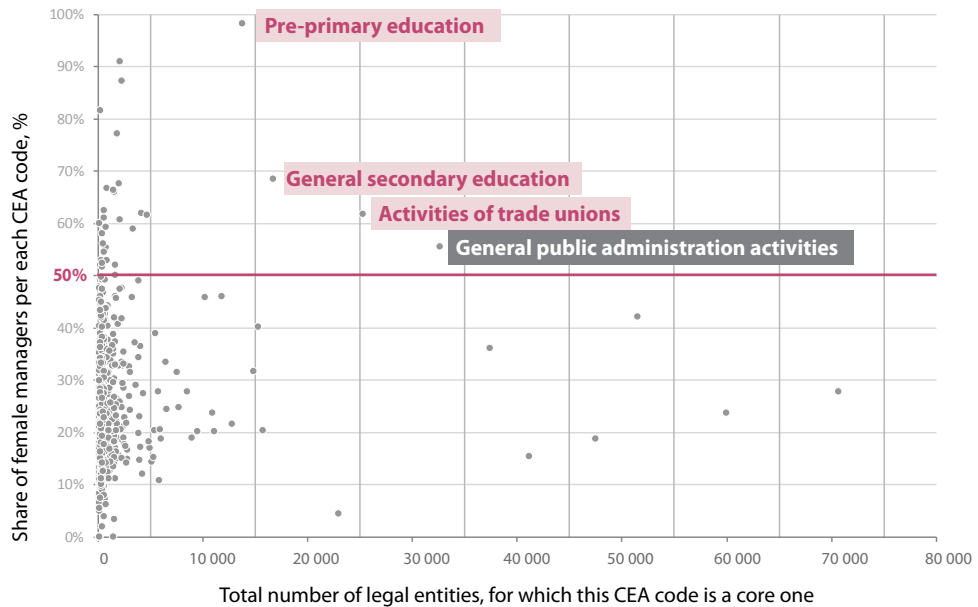 Share of female managers per each CEA code, %
100%
90%
80%
70%
60%
50%
40%
30%
20%
10%
0%
Pre-primary education
General secondary education
Activities of trade unions
General public administration activities
0 10 000 20 000 30 000 40 000 50 000 60 000 70 000 80 000
Total number of legal entities, for which this CEA code is a core one